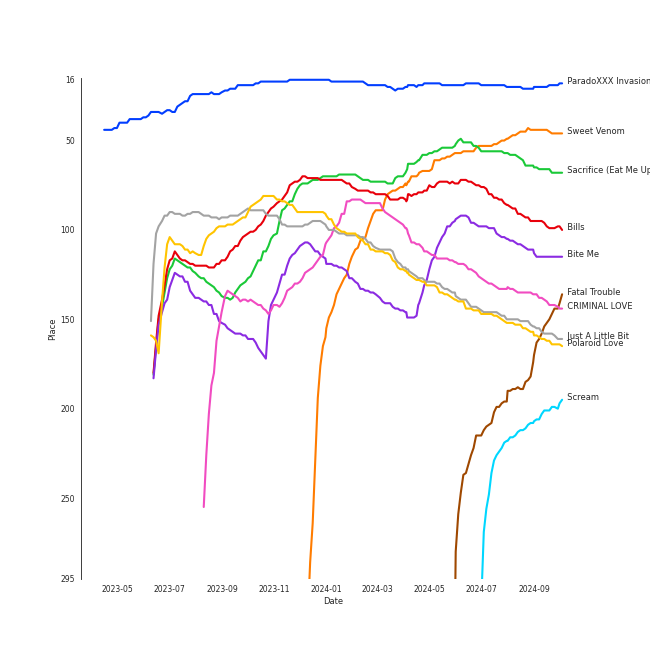 16
50
100
150
200
250
295
Place
2023-05
2023-07
2023-09
2023-11
2024-01
2024-03
2024-05
2024-07
2024-09
Date
ParadoXXX Invasion
Sweet Venom
Sacrifice (Eat Me Up
Bills
Bite Me
Fatal Trouble
CRIMINAL LOVE
Just A Little Bit
Polaroid Love
Scream